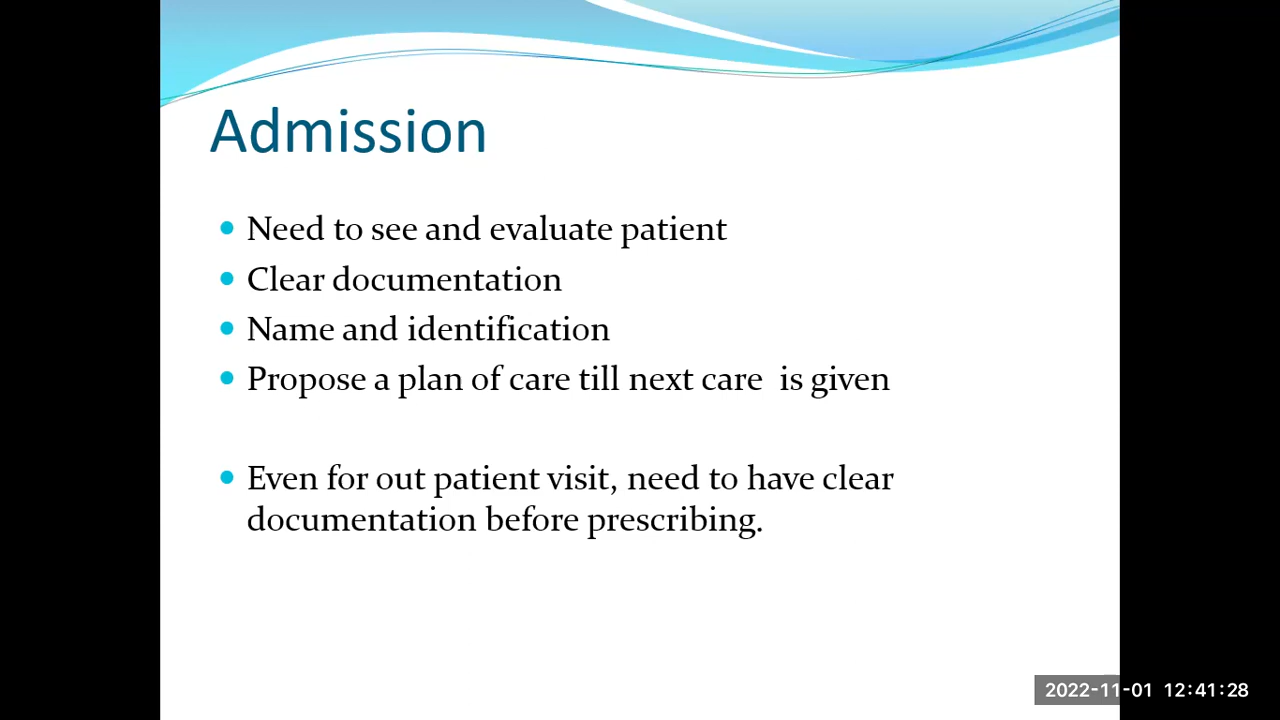 Admission
Need to see and evaluate patient
Clear documentation
Name and identification
Propose a plan of care till next care  is given
Even for out patient visit, need to have clear
documentation before prescribing.
2022-11-01 12:41:28